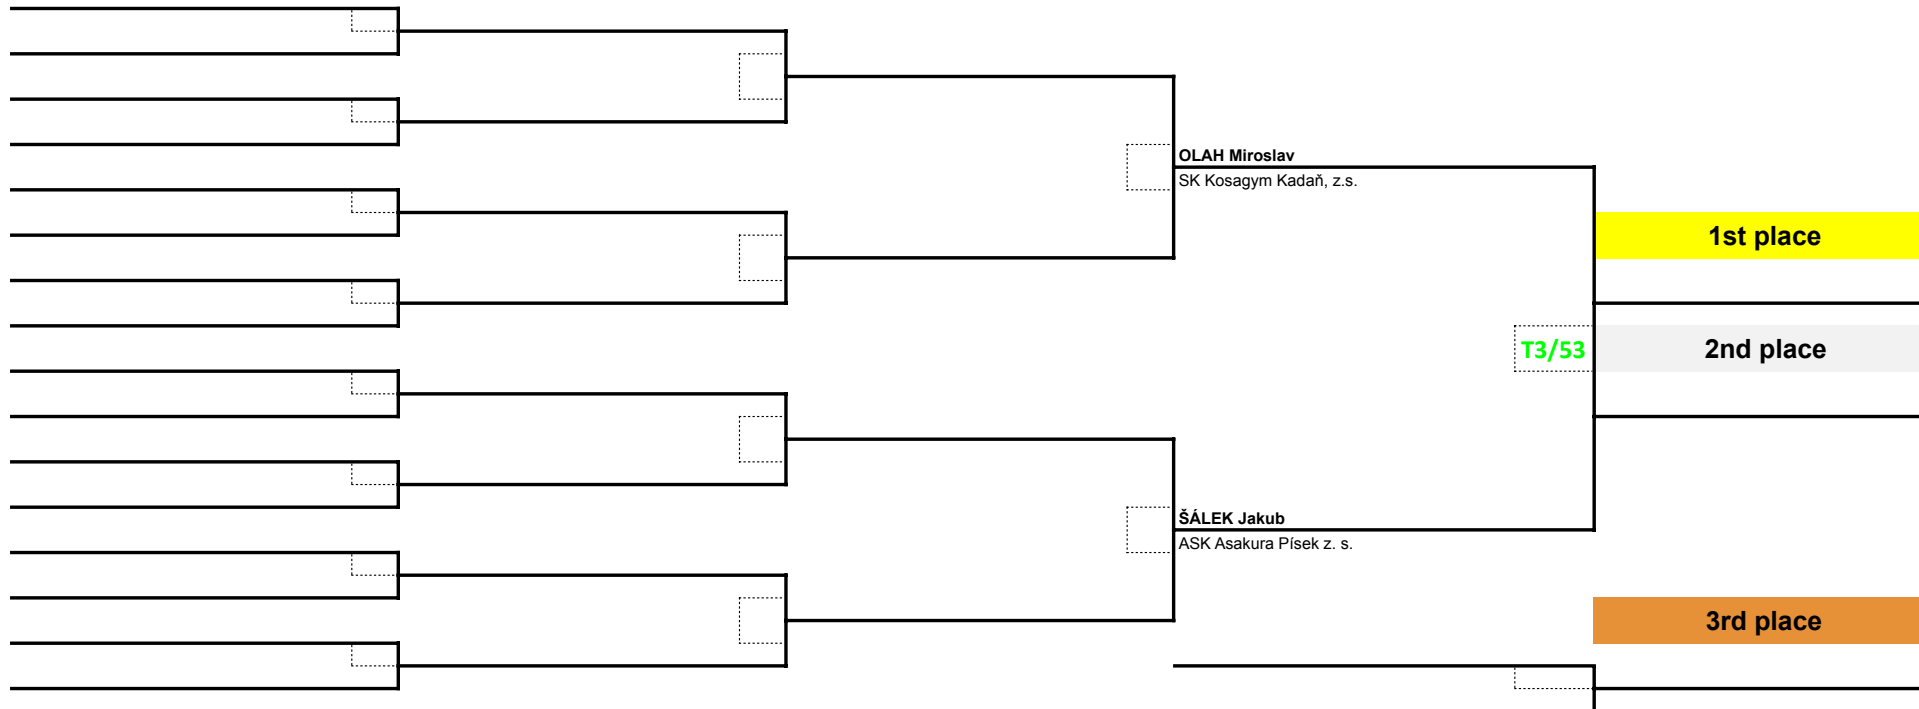 OLAH Miroslav
SK Kosagym Kadaň, z.s.
1st place
T3/53
2nd place
ŠÁLEK Jakub
ASK Asakura Písek z. s.
3rd place